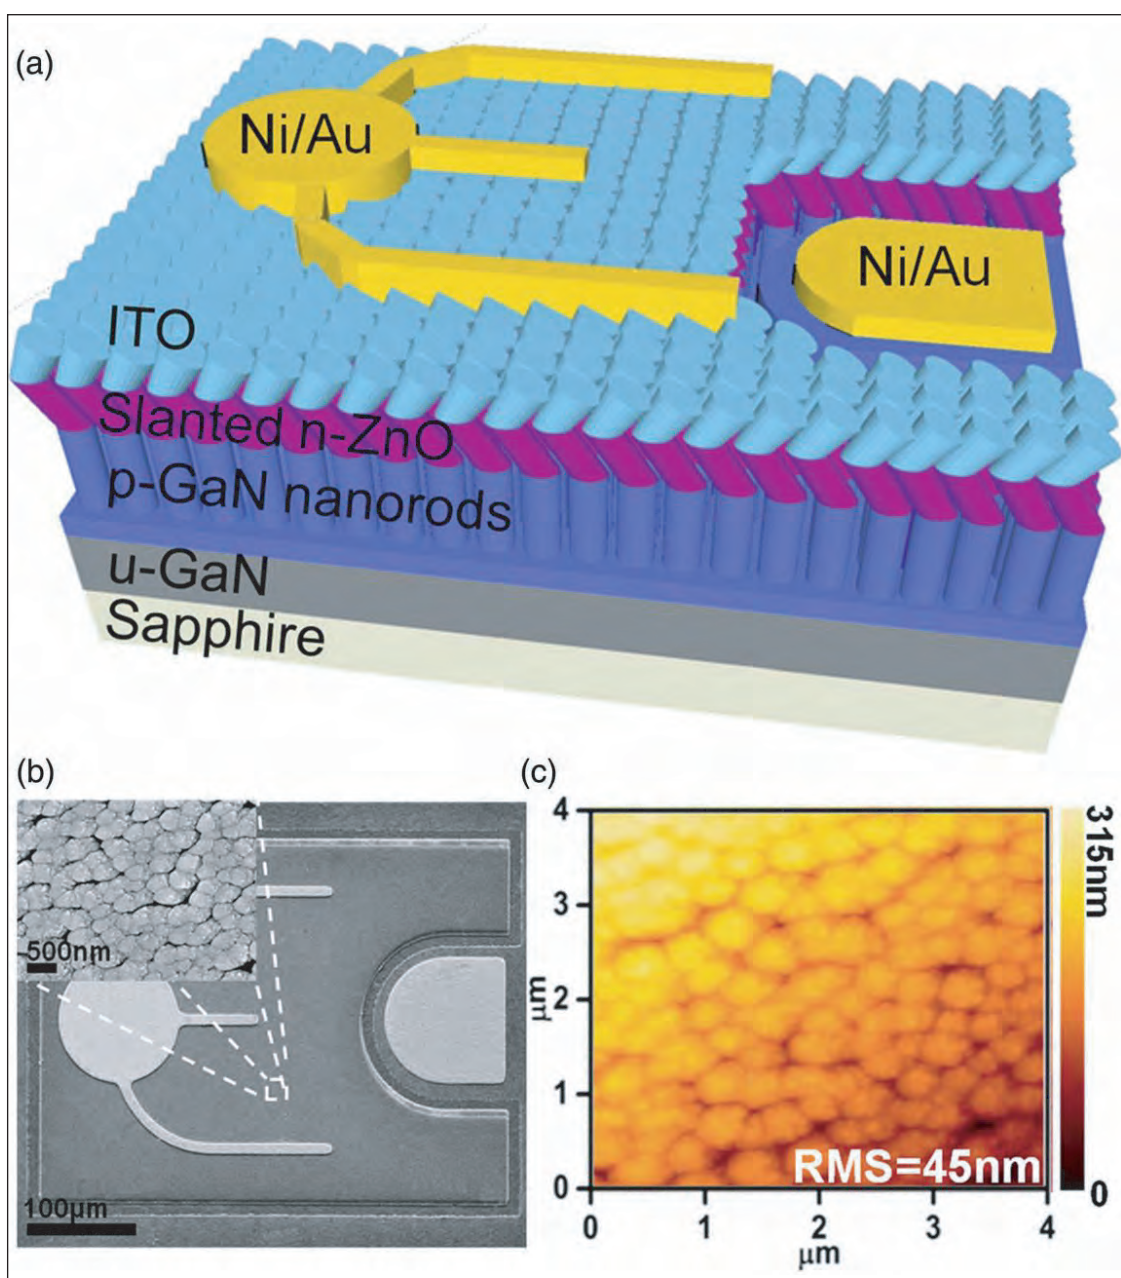 (a)
Ni/Au
Ni/Au
ITO
Slanted n-ZnO
p-GaN nanorods
u-GaN
Sapphire
(b)
500nm
100μm
(c)
4
3
2
1
0
μm
0 1 2 3 4
μm
RMS=45nm
315nm
0